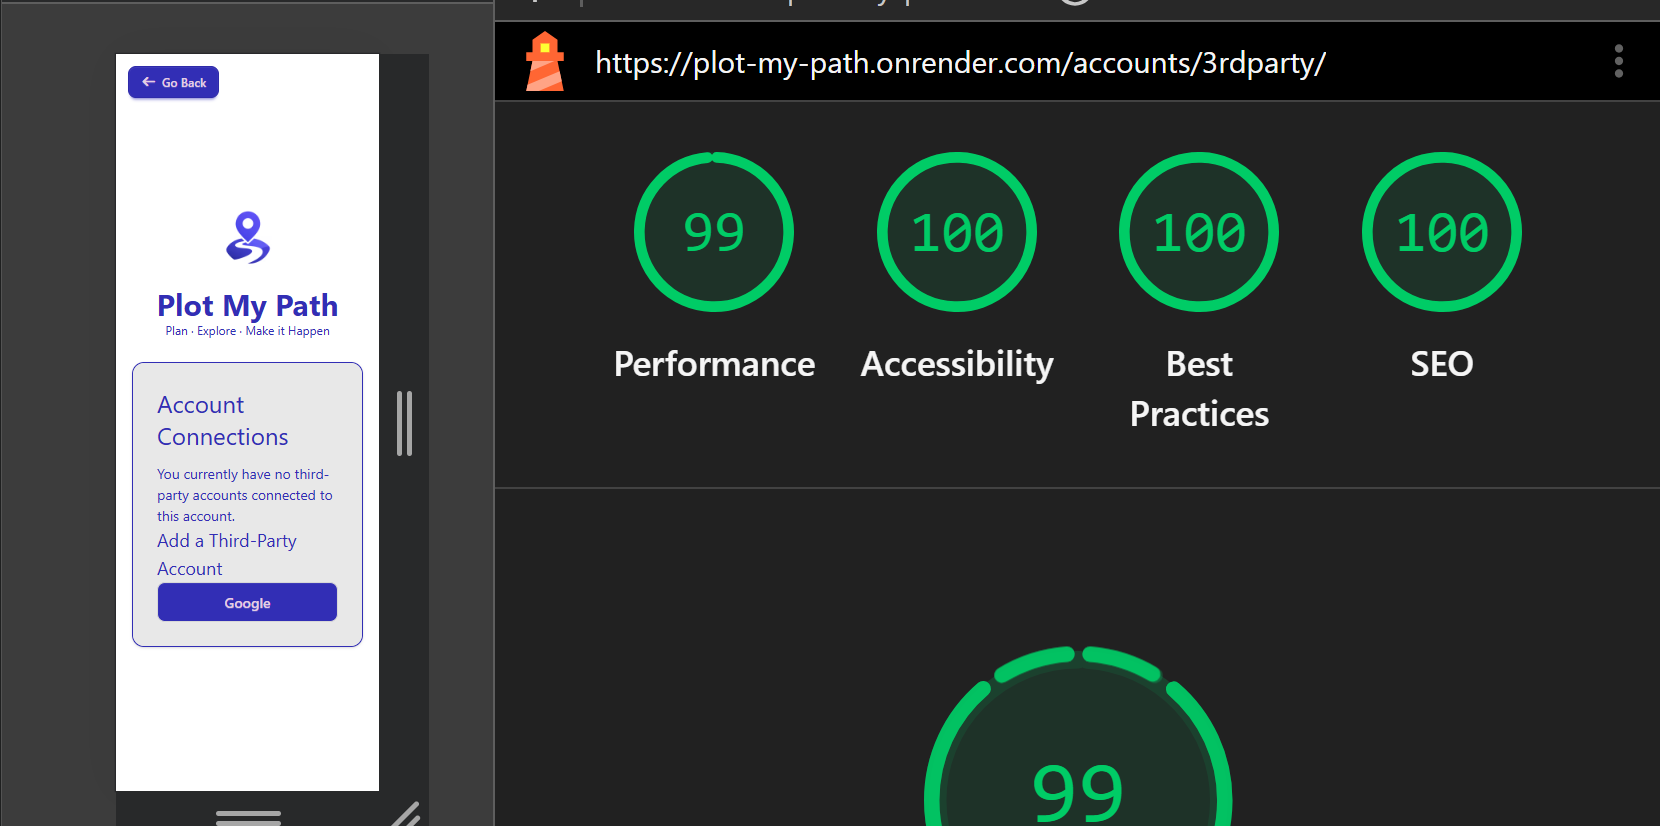 Go Back
Plot My Path
Plan · Explore · Make it Happen
Account
Connections
You currently have no third-
party accounts connected to
this account.
Add a Third-Party
Account
Google
https://plot-my-path.onrender.com/accounts/3rdparty/
99
100
100
100
Performance
Accessibility
Best
Practices
SEO
99